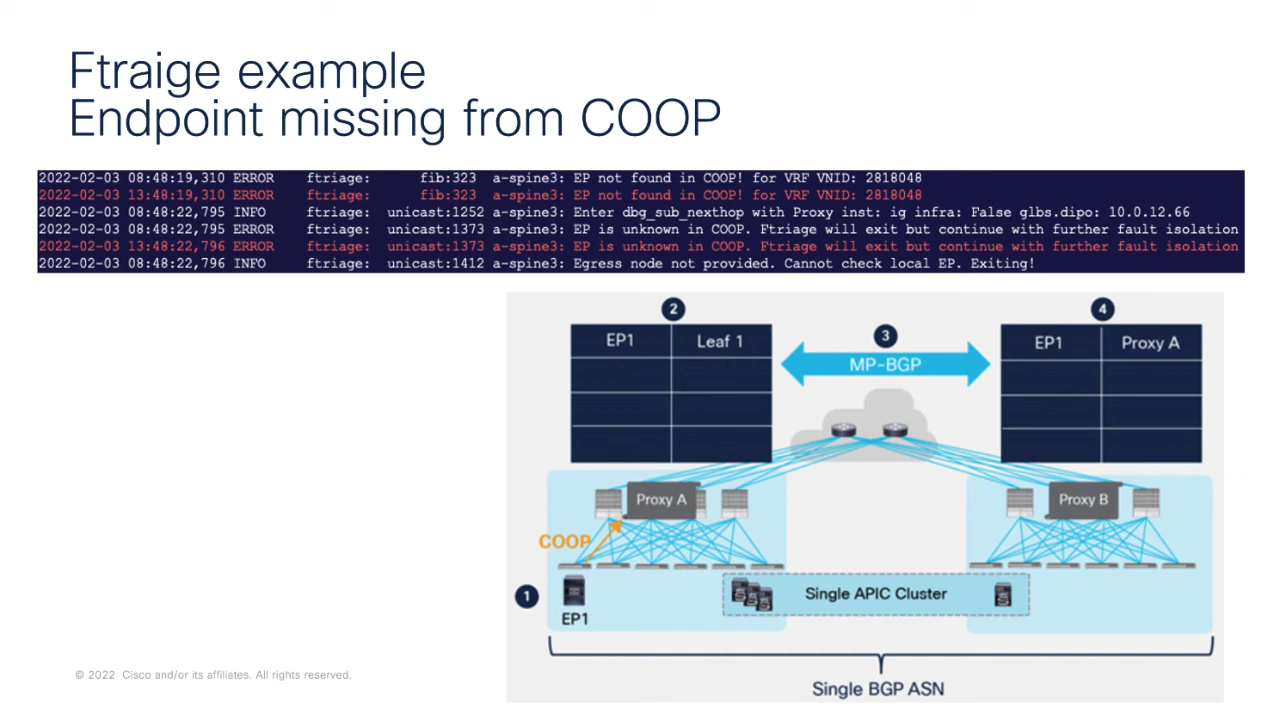 Ftraige example
Endpoint missing from COOP
2022-02-03 08:48:19,310 ERROR ftriage: fib:323 a-spine3: EP not found in COOP! for VRF VNID: 2818048
2022-02-03 13:48:19,310 ERROR ftriage: fib:323 a-spine3: EP not found in COOP! for VRF VNID: 2818048
2022-02-03 08:48:22,795 INFO ftriage: unicast:1252 a-spine3: Enter dbg_sub_nexthop with Proxy inst: ig infra: False glbs.dipo: 10.0.12.66
2022-02-03 08:48:22,795 ERROR ftriage: unicast:1373 a-spine3: EP is unknown in COOP. Ftriage will exit but continue with further fault isolation
2022-02-03 13:48:22,796 ERROR ftriage: unicast:1373 a-spine3: EP is unknown in COOP. Ftriage will exit but continue with further fault isolation
2022-02-03 08:48:22,796 INFO ftriage: unicast:1412 a-spine3: Egress node not provided. Cannot check local EP. Exiting!
2
EP1 Leaf 1
3
MP-BGP
4
EP1 Proxy A
Proxy A
Proxy B
COOP
1
EP1
Single APIC Cluster
Single BGP ASN
© 2022 Cisco and/or its affiliates. All rights reserved.